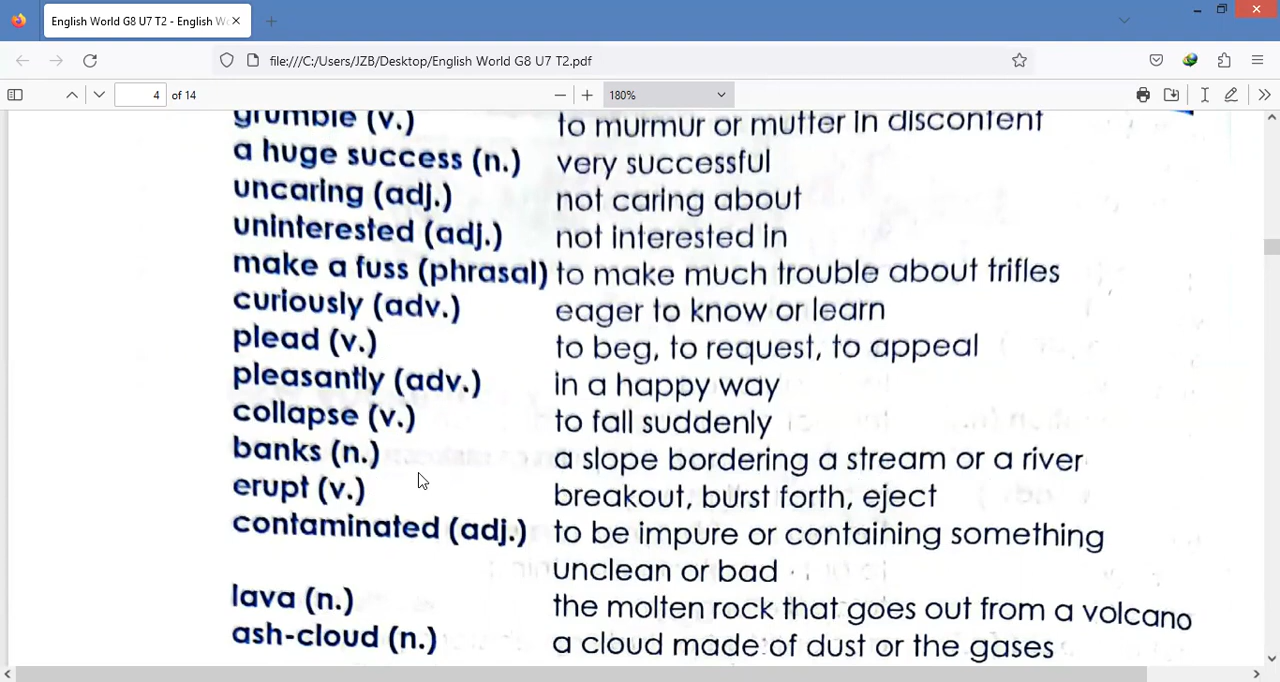 English World G8 U7 T2 - English Wo
file:///C:/Users/JZB/Desktop/English World G8 U7 T2.pdf
4 of 14
180%
grumble (v.) to murmur or mutter in discontent
a huge success (n.) very successful
uncaring (adj.) not caring about
uninterested (adj.) not interested in
make a fuss (phrasal) to make much trouble about trifles
curiously (adv.) eager to know or learn
plead (v.) to beg, to request, to appeal
pleasantly (adv.) in a happy way
collapse (v.) to fall suddenly
banks (n.) a slope bordering a stream or a river
erupt (v.) breakout, burst forth, eject
contaminated (adj.) to be impure or containing something
unclean or bad
lava (n.) the molten rock that goes out from a volcano
ash-cloud (n.) a cloud made of dust or the gases